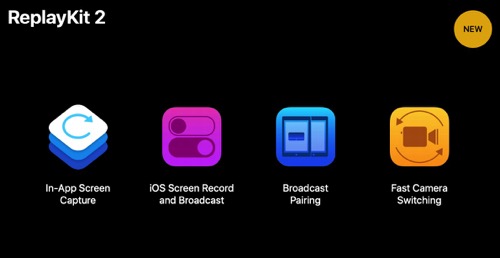 ReplayKit 2
NEW
In-App Screen
Capture
iOS Screen Record
and Broadcast
Broadcast
Pairing
Fast Camera
Switching